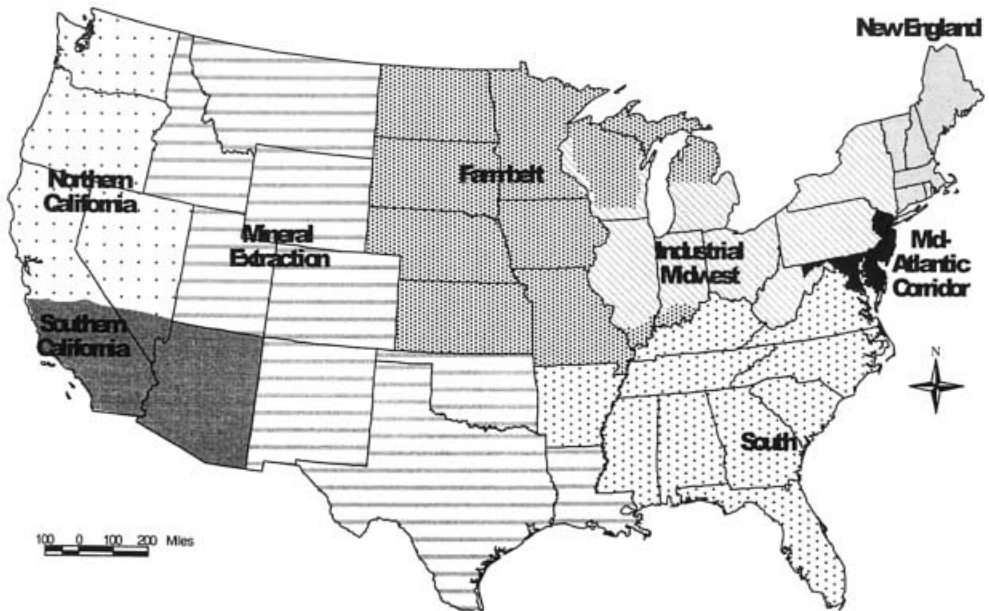 New England
Northern
California
Farmbelt
Mineral
Extraction
Industrial
Midwest
Mid-
Atlantic
Corridor
Southern
California
N
South
100 0 100 200 Miles